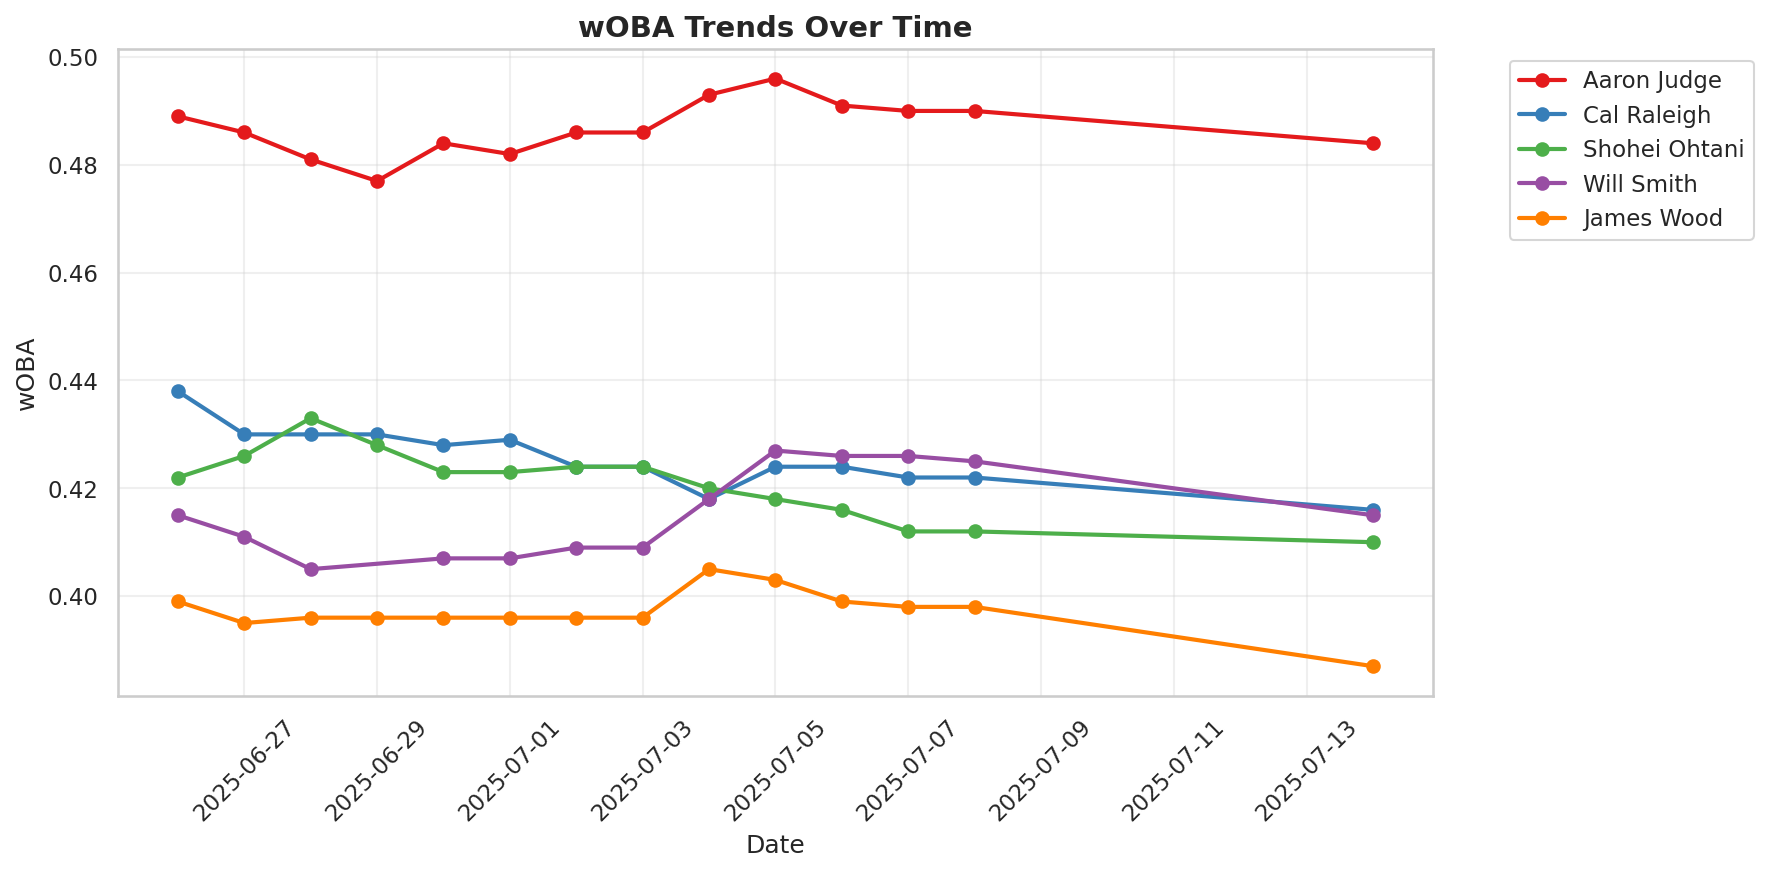 wOBA Trends Over Time
0.50
0.48
0.46
0.44
0.42
0.40
wOBA
2025-06-27
2025-06-29
2025-07-01
2025-07-03
2025-07-05
2025-07-07
2025-07-09
2025-07-11
2025-07-13
Date
Aaron Judge
Cal Raleigh
Shohei Ohtani
Will Smith
James Wood